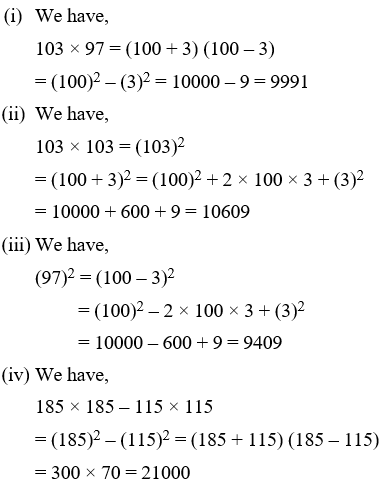 (i) We have,
103 × 97 = (100 + 3) (100 – 3)
= (100)² – (3)² = 10000 – 9 = 9991
(ii) We have,
103 × 103 = (103)²
= (100 + 3)² = (100)² + 2 × 100 × 3 + (3)²
= 10000 + 600 + 9 = 10609
(iii) We have,
(97)² = (100 – 3)²
= (100)² – 2 × 100 × 3 + (3)²
= 10000 – 600 + 9 = 9409
(iv) We have,
185 × 185 – 115 × 115
= (185)² – (115)² = (185 + 115) (185 – 115)
= 300 × 70 = 21000